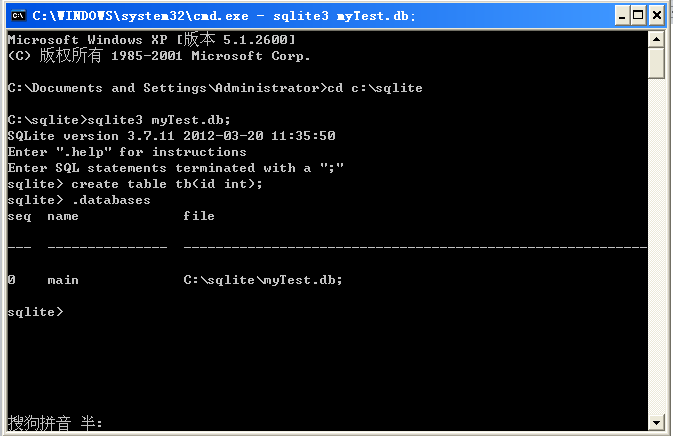 C:\WINDOWS\system32\cmd.exe - sqlite3 myTest.db;
Microsoft Windows XP [版本 5.1.2600]
(C) 版权所有 1985-2001 Microsoft Corp.
C:\Documents and Settings\Administrator>cd c:\sqlite
C:\sqlite>sqlite3 myTest.db;
SQLite version 3.7.11 2012-03-20 11:35:50
Enter ".help" for instructions
Enter SQL statements terminated with a ";"
sqlite> create table tb(id int);
sqlite> .databases
seq  name             file
---  ---------------  ----------------------------------------------------------
0    main             C:\sqlite\myTest.db;
sqlite>
搜狗拼音 半: